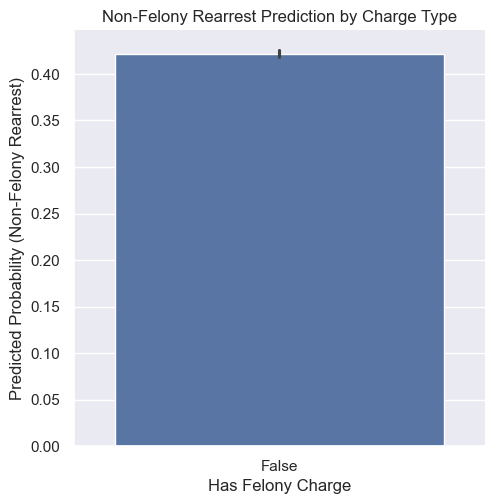 Non-Felony Rearrest Prediction by Charge Type
Predicted Probability (Non-Felony Rearrest)
0.40
0.35
0.30
0.25
0.20
0.15
0.10
0.05
0.00
False
Has Felony Charge